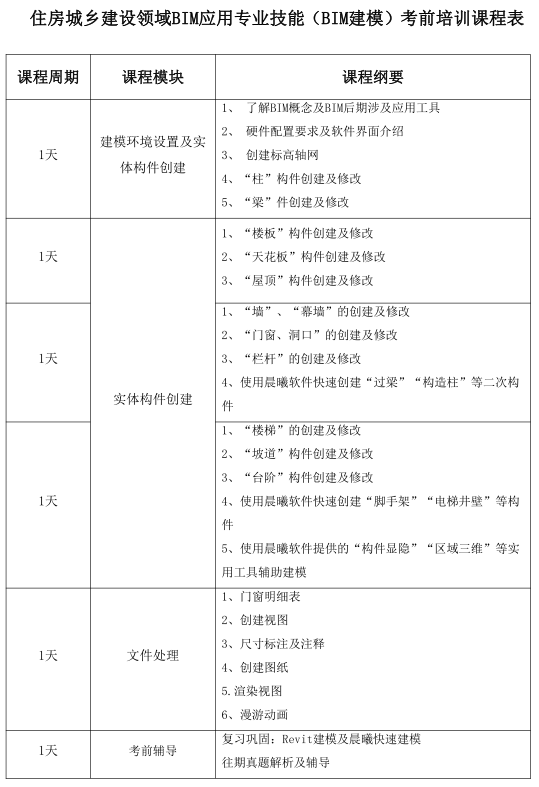 住房城乡建设领域BIM应用专业技能（BIM建模）考前培训课程表
课程周期
课程模块
课程纲要
1天
建模环境设置及实
体构件创建
1、 了解BIM概念及BIM后期涉及应用工具
2、 硬件配置要求及软件界面介绍
3、 创建标高轴网
4、“柱”构件创建及修改
5、“梁”件创建及修改
1天
实体构件创建
1、“楼板”构件创建及修改
2、“天花板”构件创建及修改
3、“屋顶”构件创建及修改
1天
1、“墙”、“幕墙”的创建及修改
2、“门窗、洞口”的创建及修改
3、“栏杆”的创建及修改
4、使用晨曦软件快速创建“过梁”“构造柱”等二次构
件
1天
1、“楼梯”的创建及修改
2、“坡道”构件创建及修改
3、“台阶”构件创建及修改
4、使用晨曦软件快速创建“脚手架”“电梯井壁”等构
件
5、使用晨曦软件提供的“构件显隐”“区域三维”等实
用工具辅助建模
1天
文件处理
1、门窗明细表
2、创建视图
3、尺寸标注及注释
4、创建图纸
5.渲染视图
6、漫游动画
1天
考前辅导
复习巩固：Revit建模及晨曦快速建模
往期真题解析及辅导